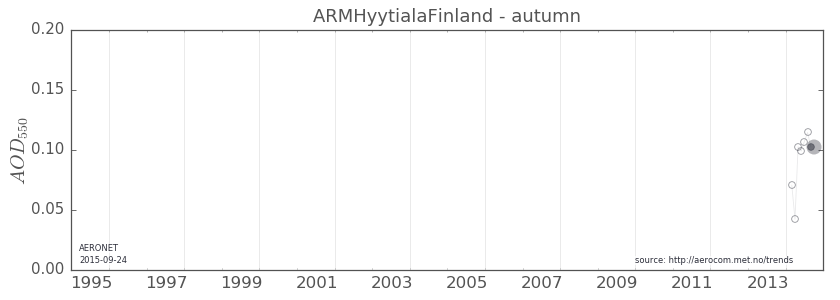 ARMHyytialaFinland - autumn
0.20
0.15
0.10
0.05
0.00
AOD550
AERONET
2015-09-24
source: http://aerocom.met.no/trends
1995 1997 1999 2001 2003 2005 2007 2009 2011 2013